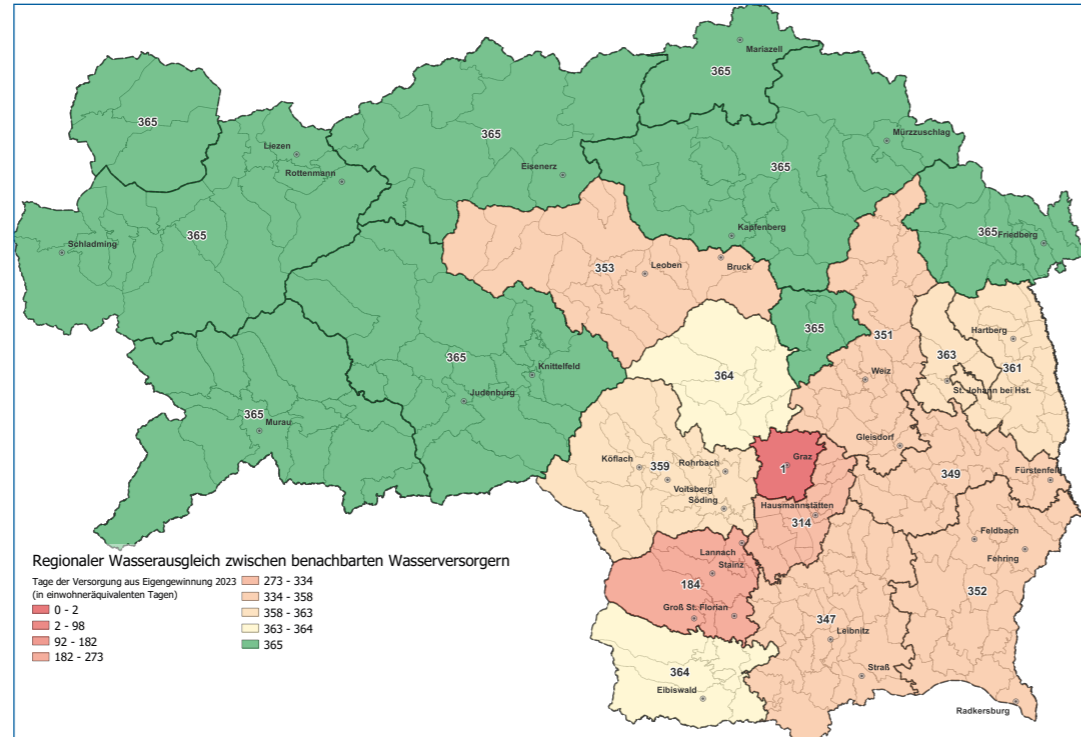 Mariazell
365
365
Mürzzuschlag
Liezen
365
Eisenerz
Rottenmann
365
Kapfenberg
365
Friedberg
Schladming
365
Bruck
353
Leoben
Hartberg
365
351
363
361
365
Knittelfeld
364
Weiz
St. Johann bei Hst.
Judenburg
365
Murau
Gleisdorf
Köflach
359
Rohrbach
1
Graz
349
Fürstenfeld
Voitsberg
Söding
Hausmannstätten
314
Feldbach
Fehring
Lannach
Stainz
184
352
Groß St. Florian
347
Leibnitz
364
Straß
Eibiswald
Radkersburg
Regionaler Wasserausgleich zwischen benachbarten Wasserversorgern
Tage der Versorgung aus Eigengewinnung 2023
(in einwohneräquivalenten Tagen)
0 - 2
2 - 98
92 - 182
182 - 273
273 - 334
334 - 358
358 - 363
363 - 364
365